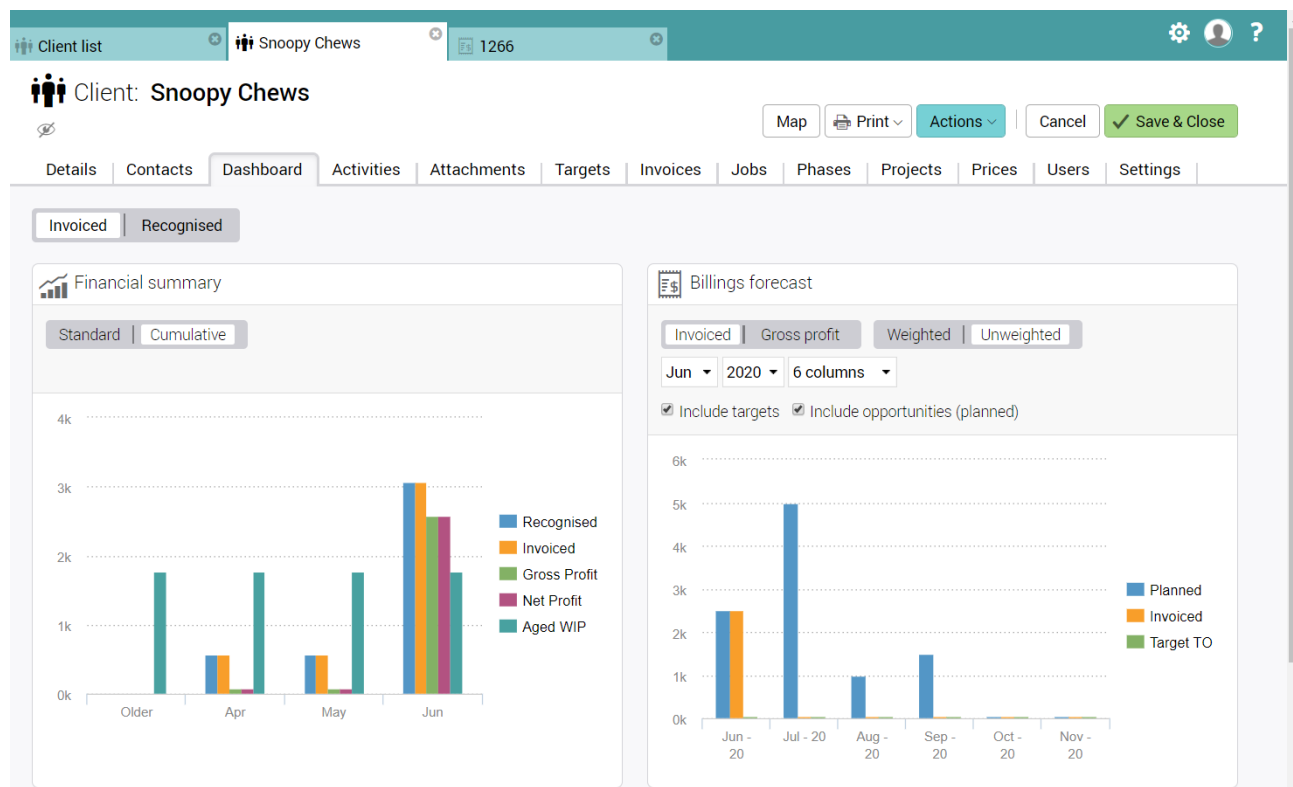 Client list
Snoopy Chews
1266
?
Client: Snoopy Chews
Map
Print
Actions
Cancel
Save & Close
Details Contacts Dashboard Activities Attachments Targets Invoices Jobs Phases Projects Prices Users Settings
Invoiced | Recognised
Financial summary
Standard | Cumulative
4k
3k
2k
1k
0k
Older Apr May Jun
Recognised
Invoiced
Gross Profit
Net Profit
Aged WIP
Billings forecast
Invoiced | Gross profit
Weighted | Unweighted
Jun 2020 6 columns
Include targets Include opportunities (planned)
6k
5k
4k
3k
2k
1k
0k
Jun - 20
Jul - 20
Aug - 20
Sep - 20
Oct - 20
Nov - 20
Planned
Invoiced
Target TO